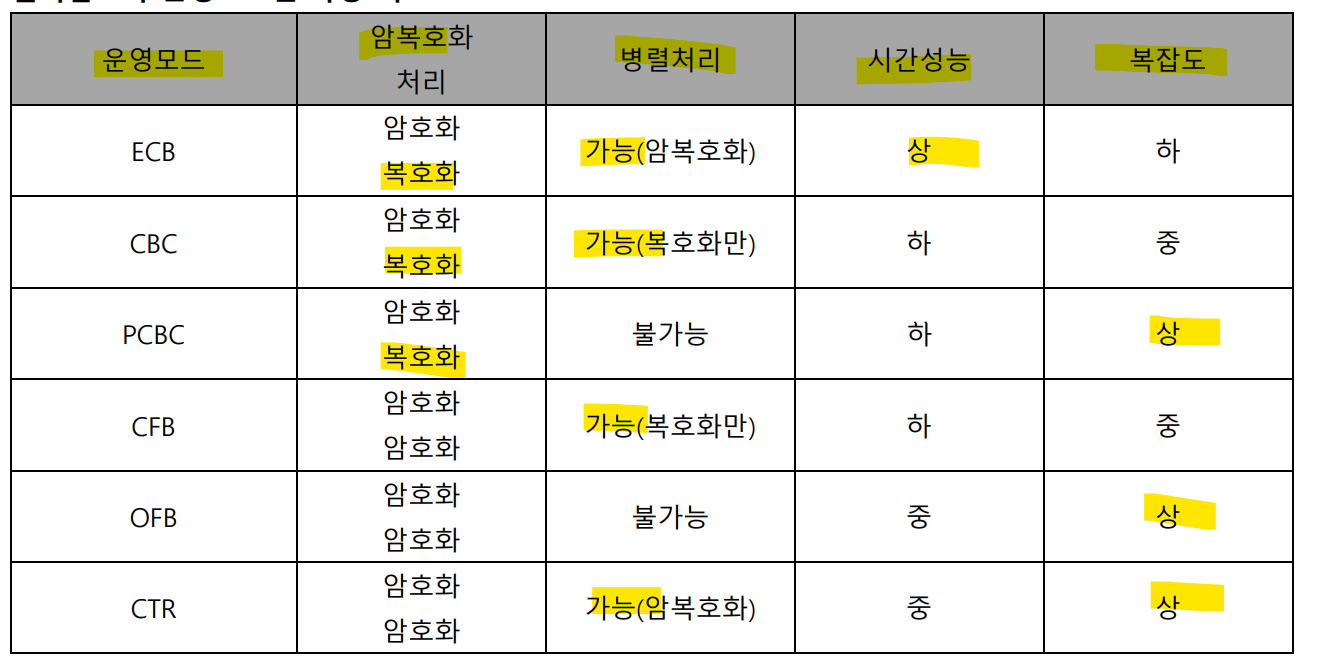 운영모드 암복호화 처리 병렬처리 시간성능 복잡도
ECB 암호화 복호화 가능(암복호화) 상 하
CBC 암호화 복호화 가능(복호화만) 하 중
PCBC 암호화 복호화 불가능 하 상
CFB 암호화 암호화 가능(복호화만) 하 중
OFB 암호화 암호화 불가능 중 상
CTR 암호화 암호화 가능(암복호화) 중 상